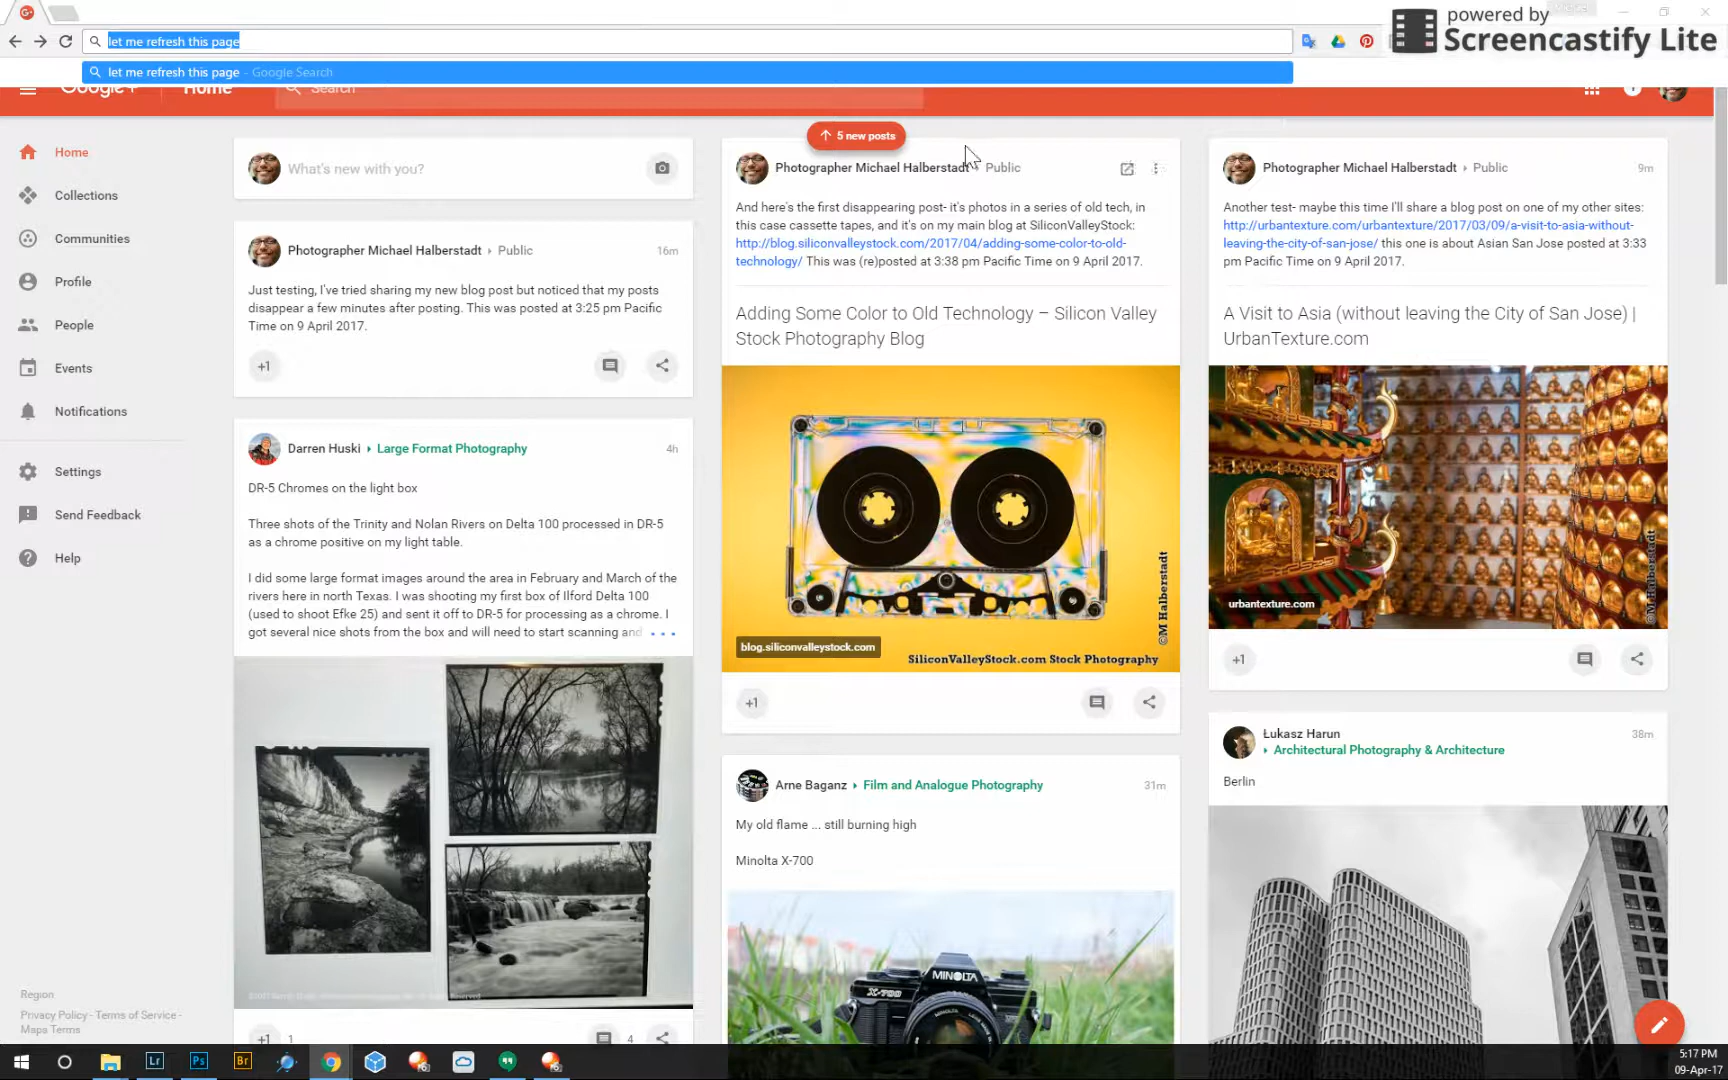 powered by
Screencastify Lite
let me refresh this page
let me refresh this page - Google Search
Google+
Home
Search
5 new posts
Home
Collections
Communities
Profile
People
Events
Notifications
Settings
Send Feedback
Help
Region
Privacy Policy - Terms of Service -
Maps Terms
What's new with you?
Photographer Michael Halberstadt ▸ Public
16m
Just testing, I've tried sharing my new blog post but noticed that my posts
disappear a few minutes after posting. This was posted at 3:25 pm Pacific
Time on 9 April 2017.
+1
Darren Huski ▸ Large Format Photography
4h
DR-5 Chromes on the light box
Three shots of the Trinity and Nolan Rivers on Delta 100 processed in DR-5
as a chrome positive on my light table.
I did some large format images around the area in February and March of the
rivers here in north Texas. I was shooting my first box of Ilford Delta 100
(used to shoot Efke 25) and sent it off to DR-5 for processing as a chrome. I
got several nice shots from the box and will need to start scanning and
+1
1
4
Photographer Michael Halberstadt
Public
And here's the first disappearing post- it's photos in a series of old tech, in
this case cassette tapes, and it's on my main blog at SiliconValleyStock:
http://blog.siliconvalleystock.com/2017/04/adding-some-color-to-old-
technology/ This was (re)posted at 3:38 pm Pacific Time on 9 April 2017.
Adding Some Color to Old Technology – Silicon Valley
Stock Photography Blog
©M Halberstadt
blog.siliconvalleystock.com
SiliconValleyStock.com Stock Photography
+1
Arne Baganz ▸ Film and Analogue Photography
31m
My old flame ... still burning high
Minolta X-700
MINOLTA
X-700
MINOLTA
Photographer Michael Halberstadt ▸ Public
9m
Another test- maybe this time I'll share a blog post on one of my other sites:
http://urbantexture.com/urbantexture/2017/03/09/a-visit-to-asia-without-
leaving-the-city-of-san-jose/ this one is about Asian San Jose posted at 3:33
pm Pacific Time on 9 April 2017.
A Visit to Asia (without leaving the City of San Jose) |
UrbanTexture.com
urbantexture.com
©M Halberstadt
+1
Łukasz Harun
38m
▸ Architectural Photography & Architecture
Berlin
Lr
Ps
Br
5:17 PM
09-Apr-17